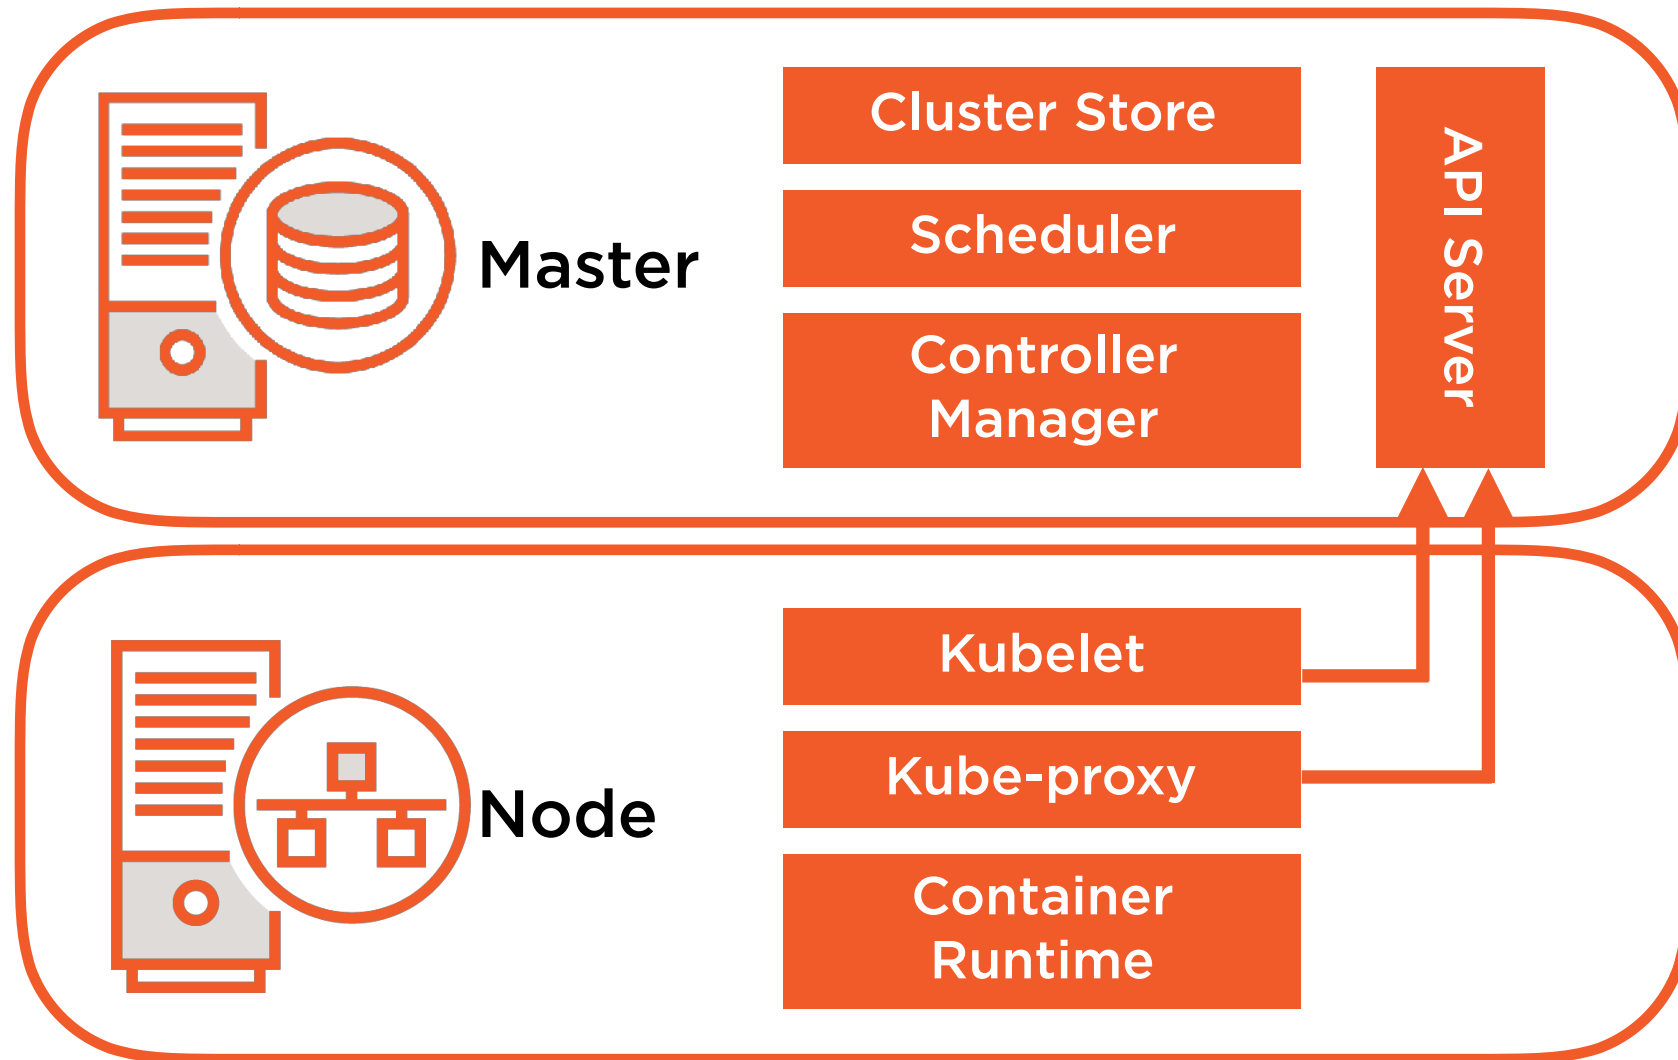 Master
Cluster Store
Scheduler
Controller
Manager
API Server
Node
Kubelet
Kube-proxy
Container
Runtime